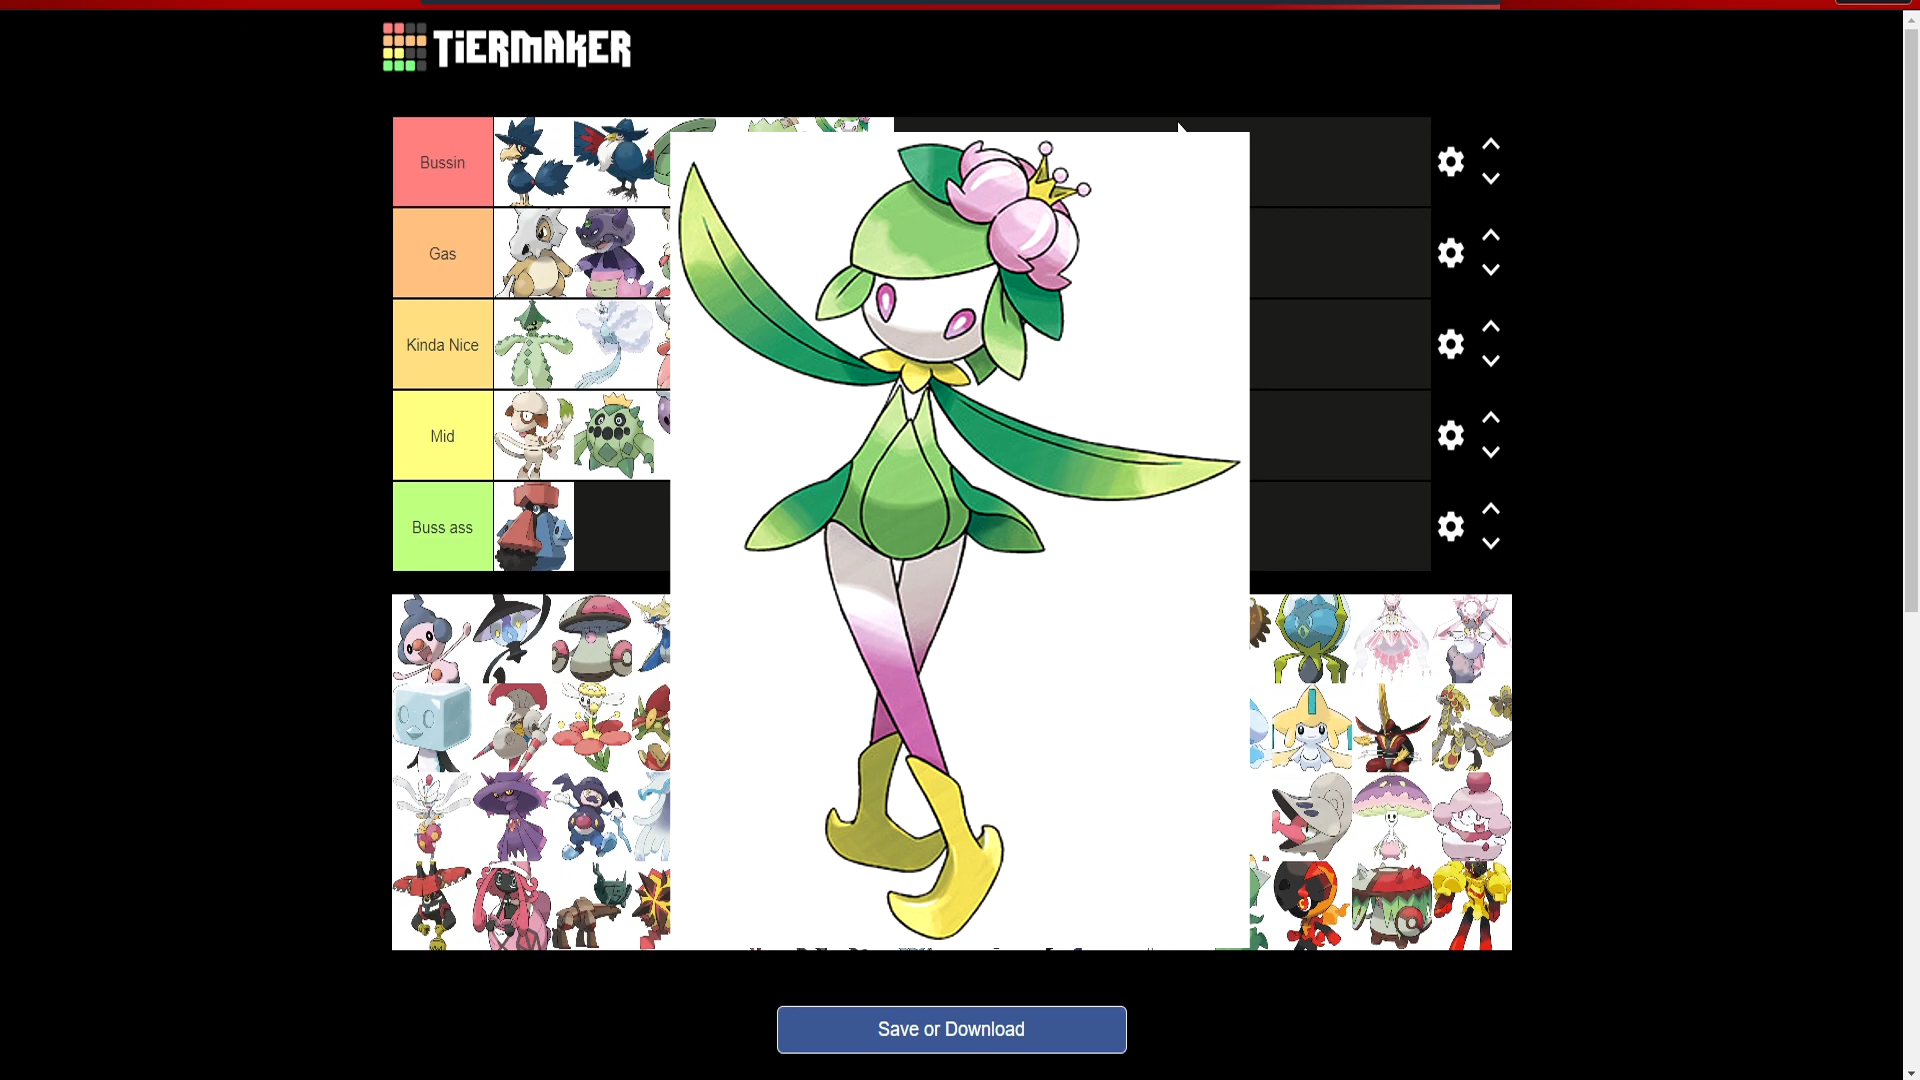 TiERMAKER
Bussin
Gas
Kinda Nice
Mid
Buss ass
Save or Download